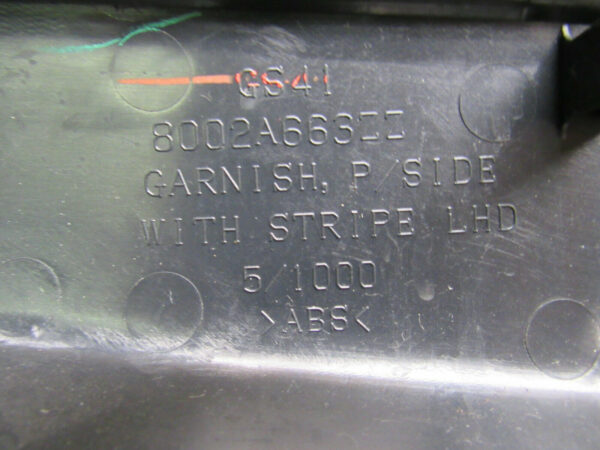 GS41
8002A663ZZ
GARNISH, P/SIDE
WITH STRIPE LHD
5/1000
>ABS<